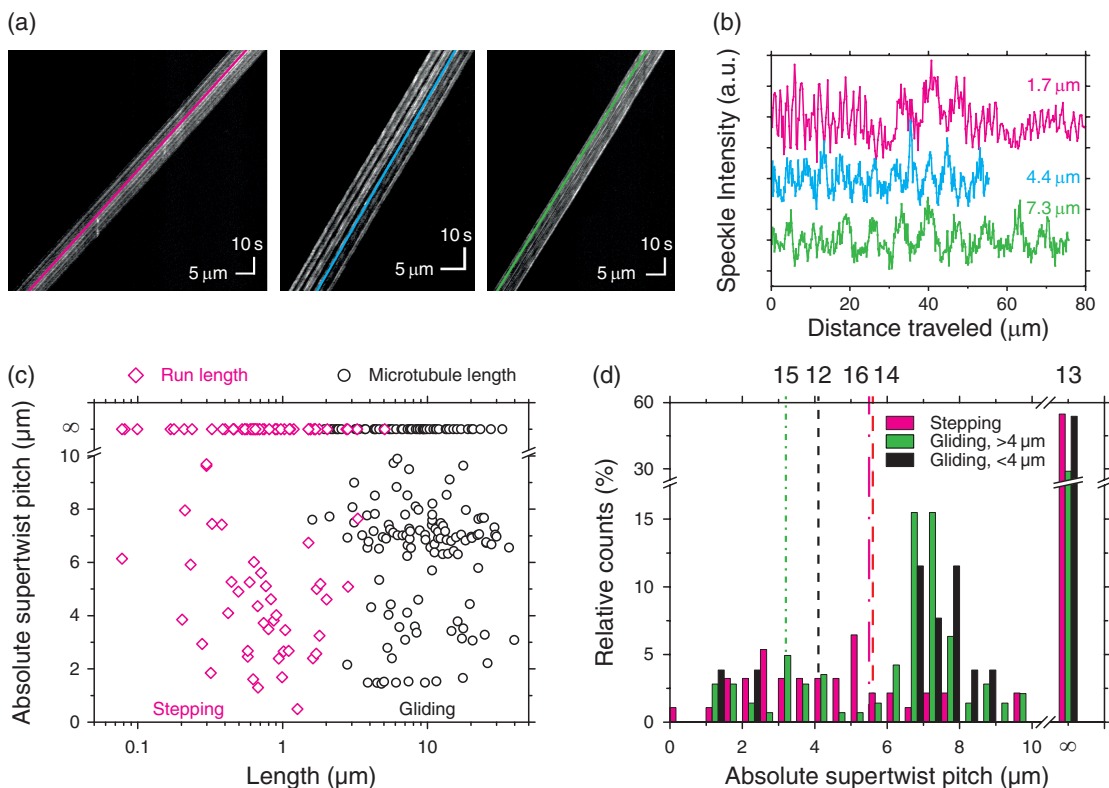 (a)
10 s
5 μm
10 s
5 μm
10 s
5 μm
(b)
Speckle Intensity (a.u.)
1.7 μm
4.4 μm
7.3 μm
0 20 40 60 80
Distance traveled (μm)
(c)
Run length
Microtubule length
Absolute supertwist pitch (μm)
∞
10
8
6
4
2
0
Stepping
Gliding
0.1 1 10
Length (μm)
(d)
15 12 16 14 13
Relative counts (%)
60
30
15
10
5
0
Stepping
Gliding, >4 μm
Gliding, <4 μm
0 2 4 6 8 10 ∞
Absolute supertwist pitch (μm)